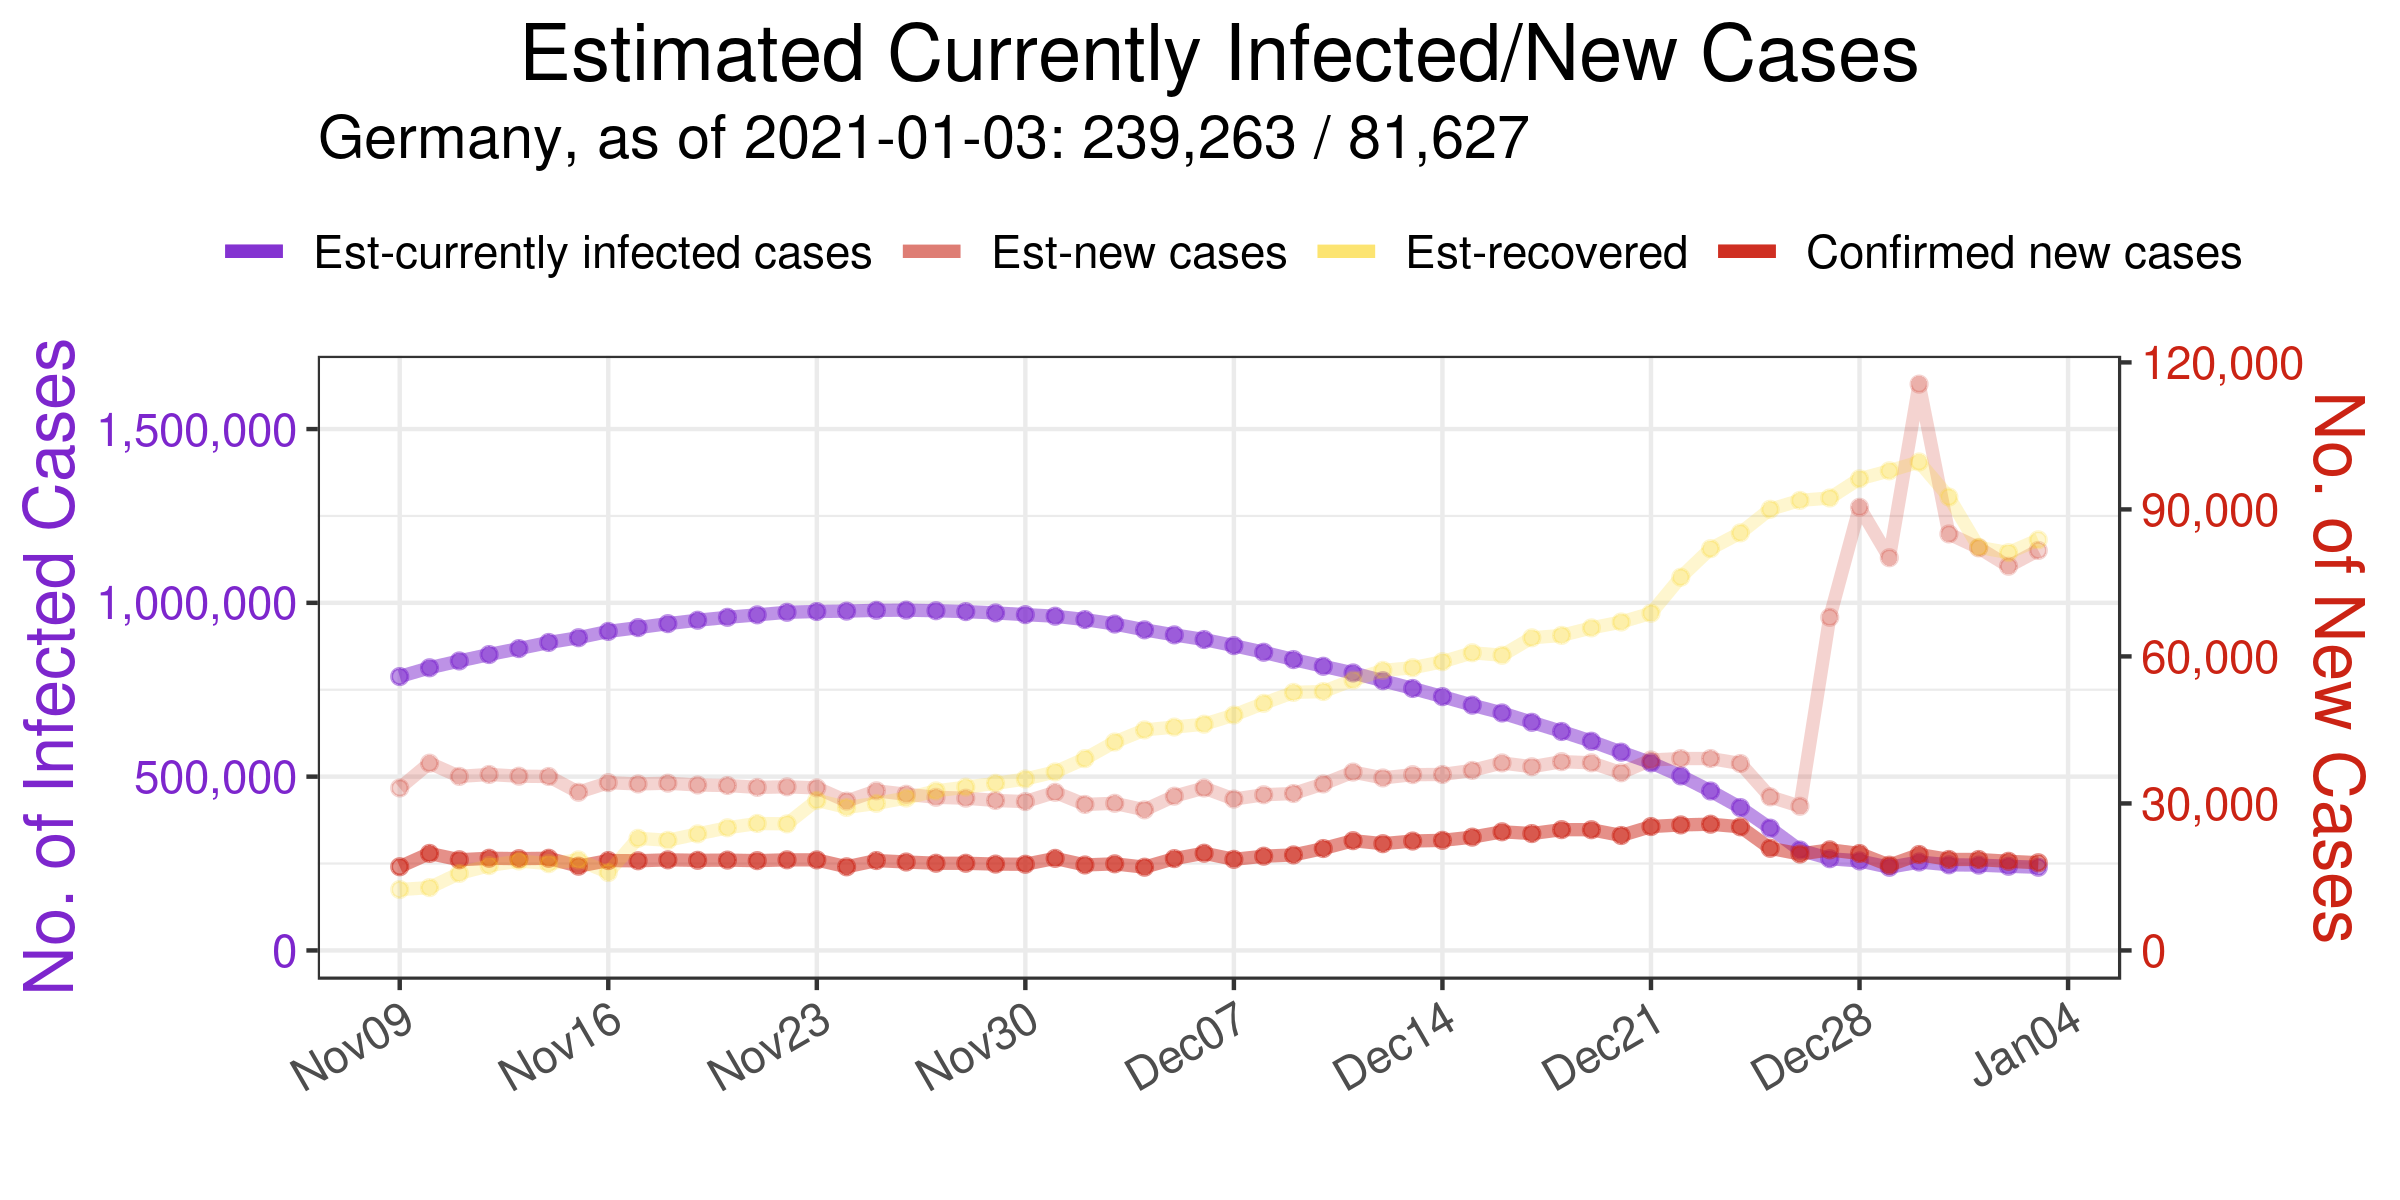 Estimated Currently Infected/New Cases
Germany, as of 2021-01-03: 239,263 / 81,627
Est-currently infected cases Est-new cases Est-recovered Confirmed new cases
No. of Infected Cases
1,500,000
1,000,000
500,000
0
120,000
90,000
60,000
30,000
0
No. of New Cases
Nov09 Nov16 Nov23 Nov30 Dec07 Dec14 Dec21 Dec28 Jan04